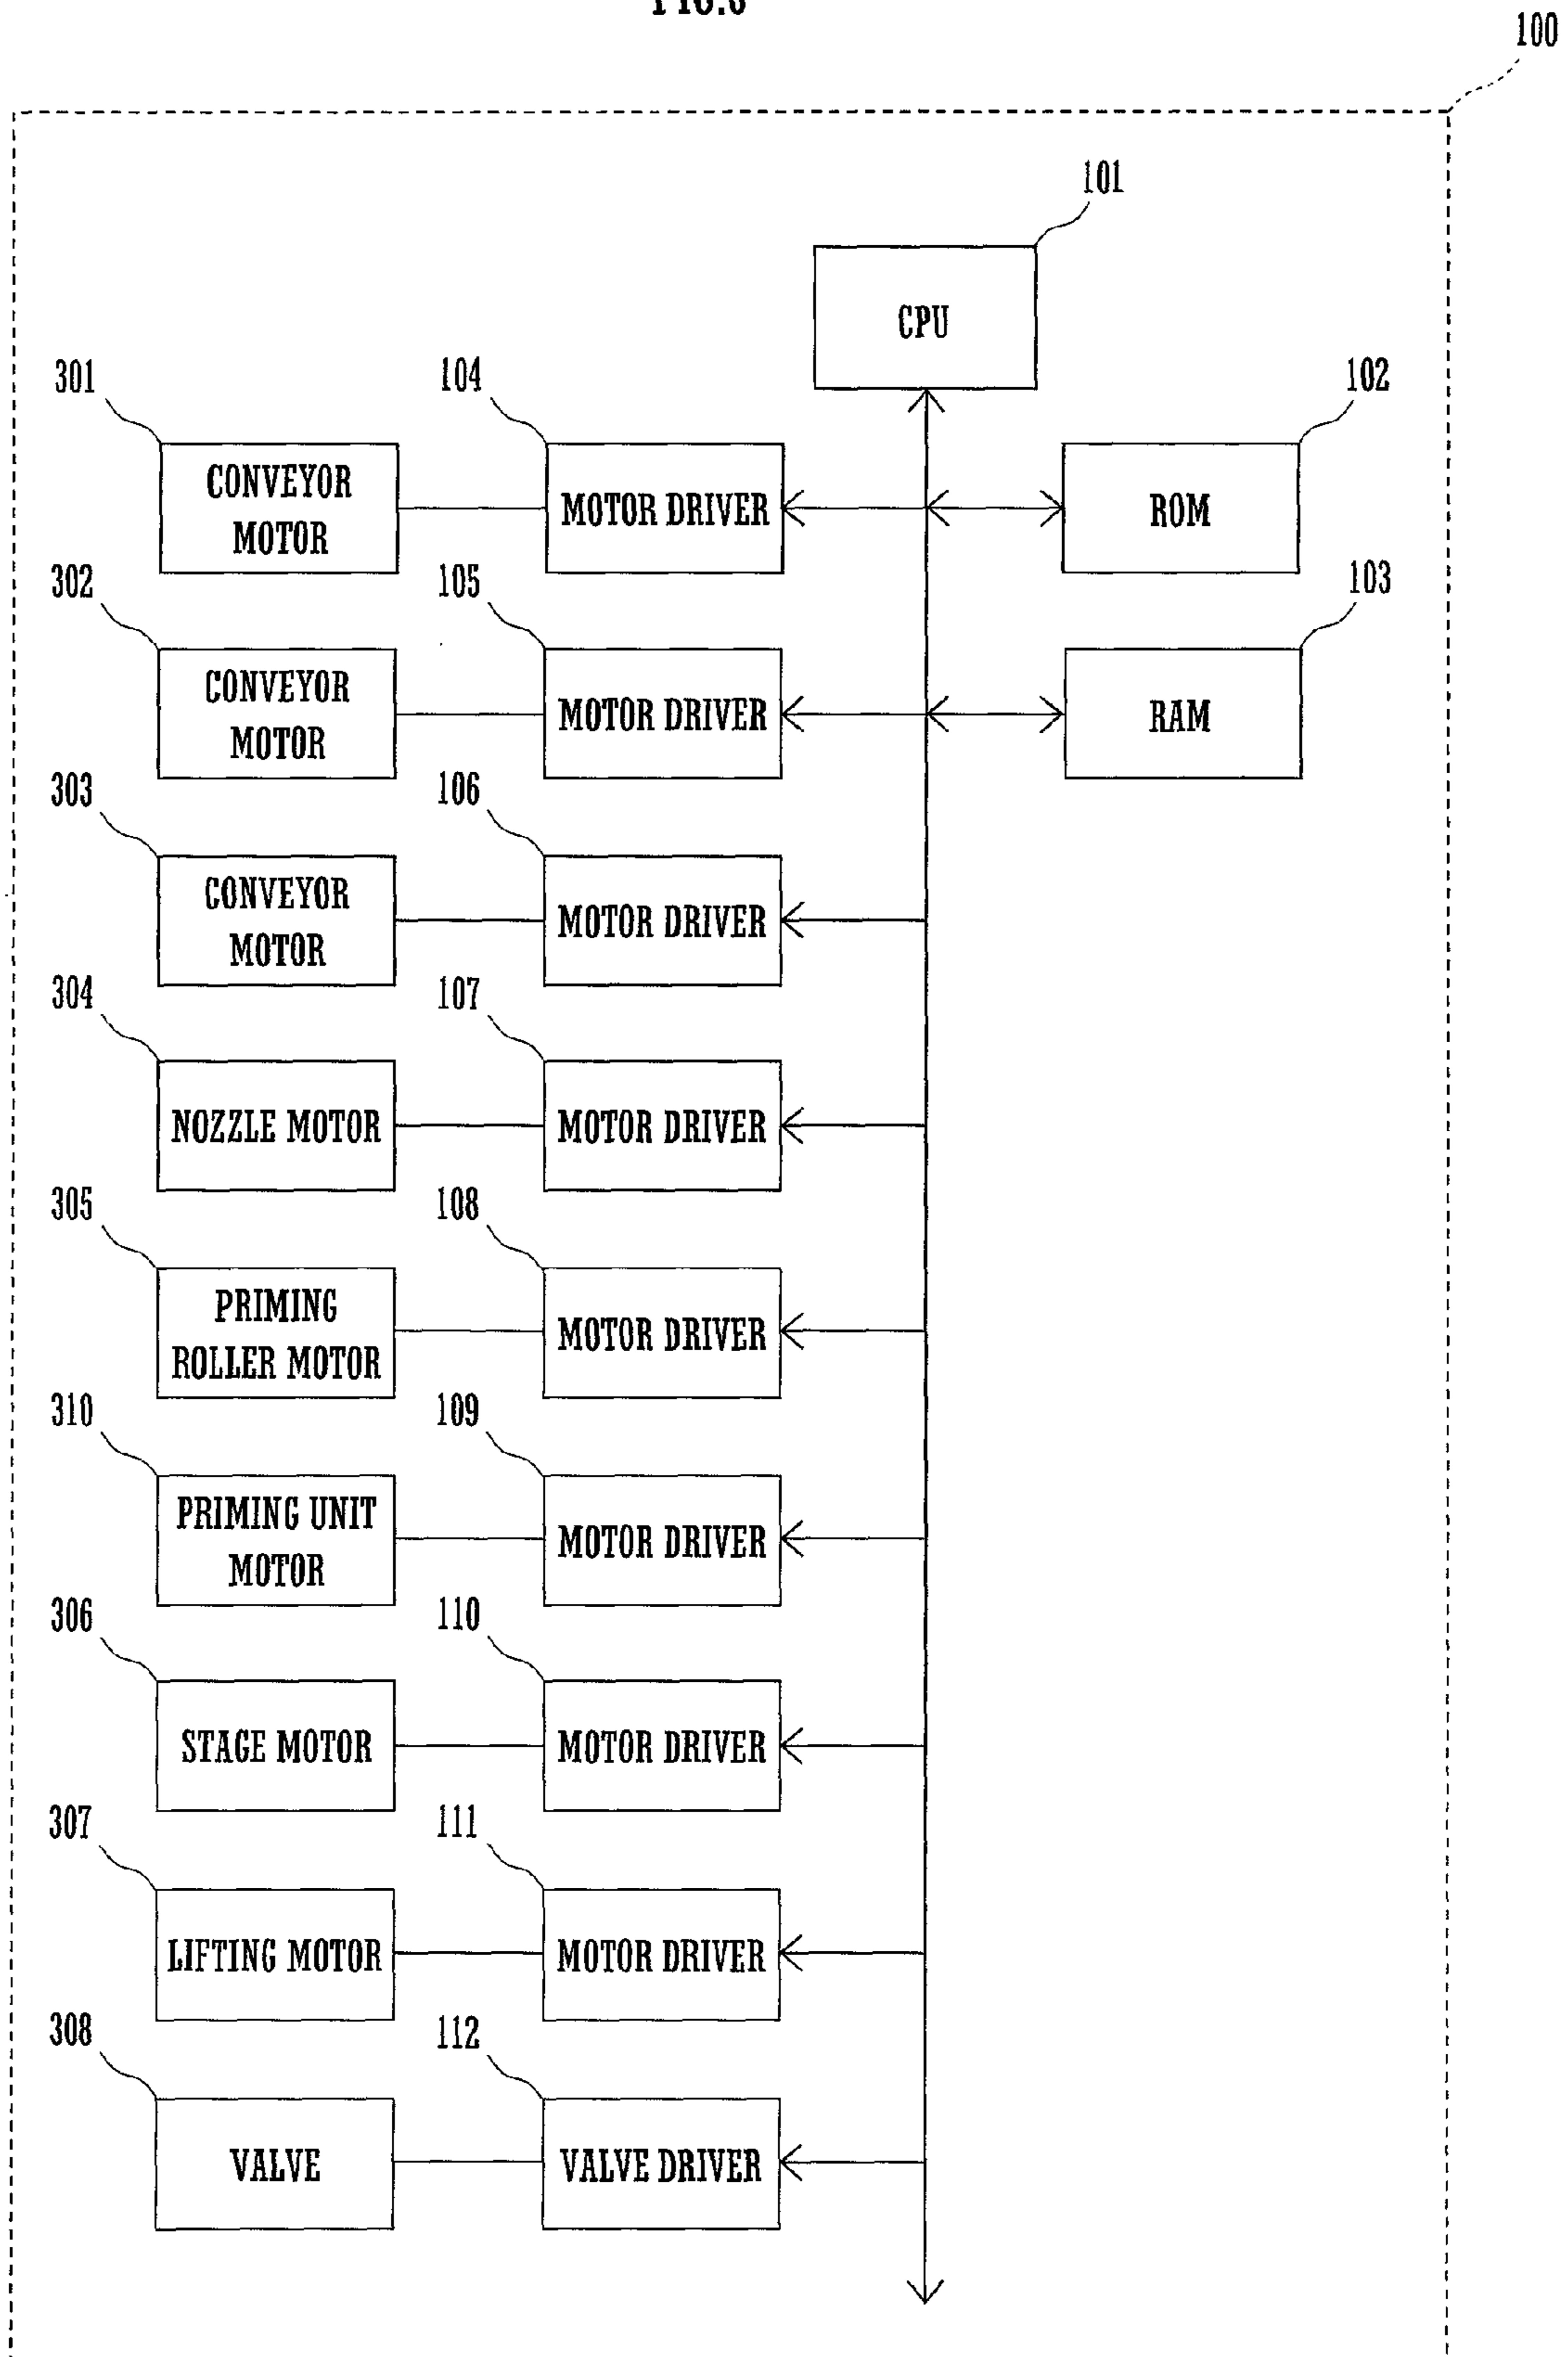 100
101
CPU
301
104
102
CONVEYOR
MOTOR
MOTOR DRIVER
ROM
302
105
103
CONVEYOR
MOTOR
MOTOR DRIVER
RAM
303
106
CONVEYOR
MOTOR
MOTOR DRIVER
304
107
NOZZLE MOTOR
MOTOR DRIVER
305
108
PRIMING
ROLLER MOTOR
MOTOR DRIVER
310
109
PRIMING UNIT
MOTOR
MOTOR DRIVER
306
110
STAGE MOTOR
MOTOR DRIVER
307
111
LIFTING MOTOR
MOTOR DRIVER
308
112
VALVE
VALVE DRIVER